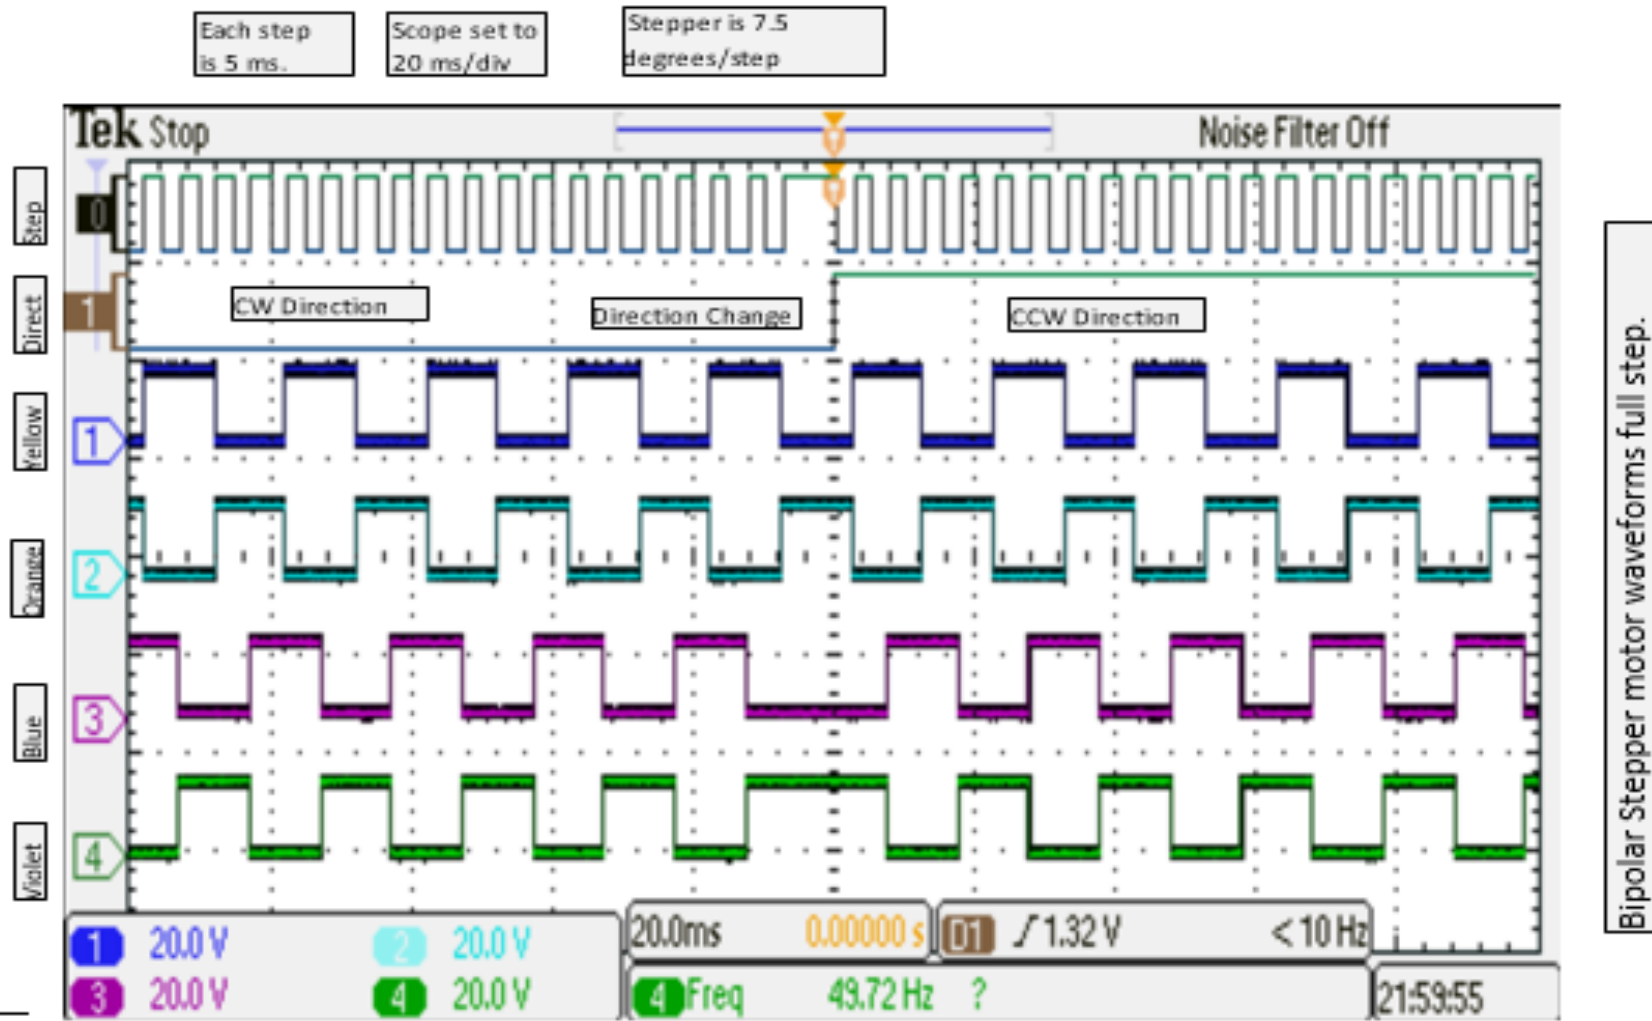 Each step
is 5 ms.
Scope set to
20 ms/div
Stepper is 7.5
degrees/step
Tek Stop
Noise Filter Off
Step
0
Direct
1
CW Direction
Direction Change
CCW Direction
Yellow
1
Orange
2
Blue
3
Violet
4
Bipolar Stepper motor waveforms full step.
1 20.0 V
2 20.0 V
3 20.0 V
4 20.0 V
20.0ms 0.00000 s
D1 1.32 V < 10 Hz
4 Freq 49.72 Hz ?
21:59:55